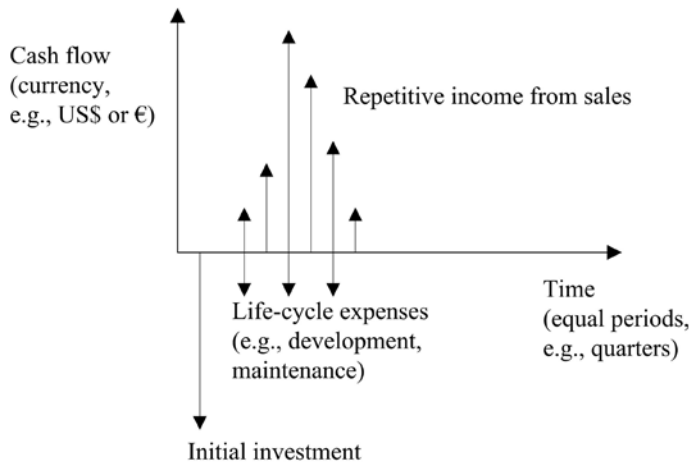 Cash flow
(currency,
e.g., US$ or €)
Repetitive income from sales
Life-cycle expenses
(e.g., development,
maintenance)
Time
(equal periods,
e.g., quarters)
Initial investment